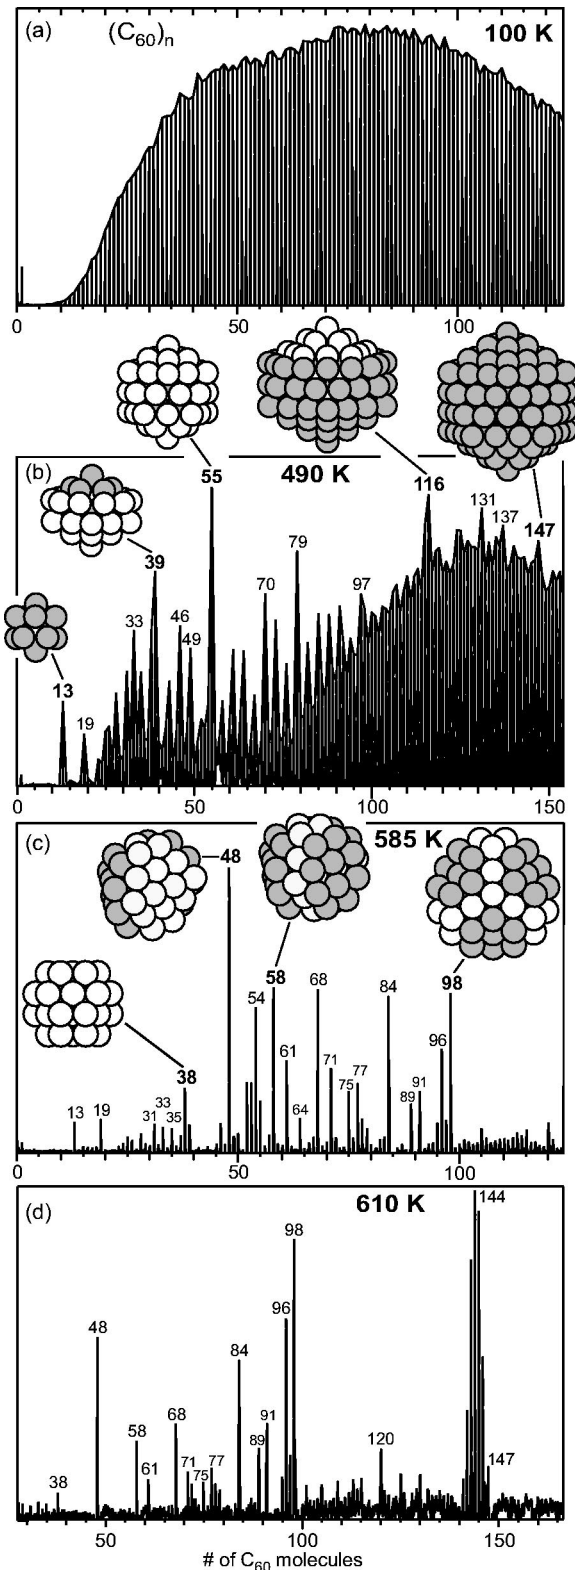 (a) (C60)n 100 K
0 50 100
(b) 490 K
13 19 33 39 46 49 55 70 79 97 116 131 137 147
0 50 100 150
(c) 585 K
13 19 31 33 35 38 48 54 58 61 64 68 71 75 77 84 89 91 96 98
0 50 100
(d) 610 K
38 48 58 61 68 71 75 77 84 89 91 96 98 120 144 147
50 100 150
# of C60 molecules